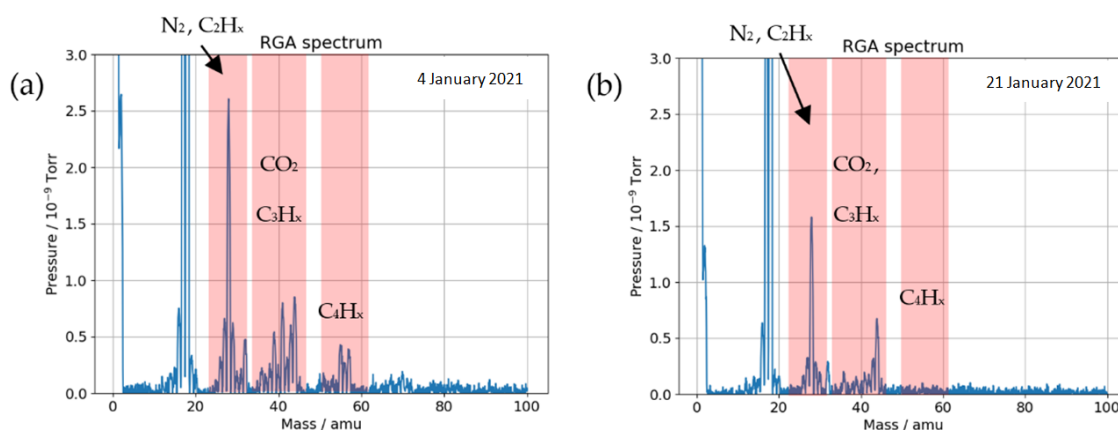 N₂ , C₂Hₓ
RGA spectrum
(a)
4 January 2021
Pressure / 10⁻⁹ Torr
3.0
2.5
2.0
1.5
1.0
0.5
0.0
CO₂
C₃Hₓ
C₄Hₓ
0 20 40 60 80 100
Mass / amu
N₂ , C₂Hₓ
RGA spectrum
(b)
21 January 2021
Pressure / 10⁻⁹ Torr
3.0
2.5
2.0
1.5
1.0
0.5
0.0
CO₂ ,
C₃Hₓ
C₄Hₓ
0 20 40 60 80 100
Mass / amu